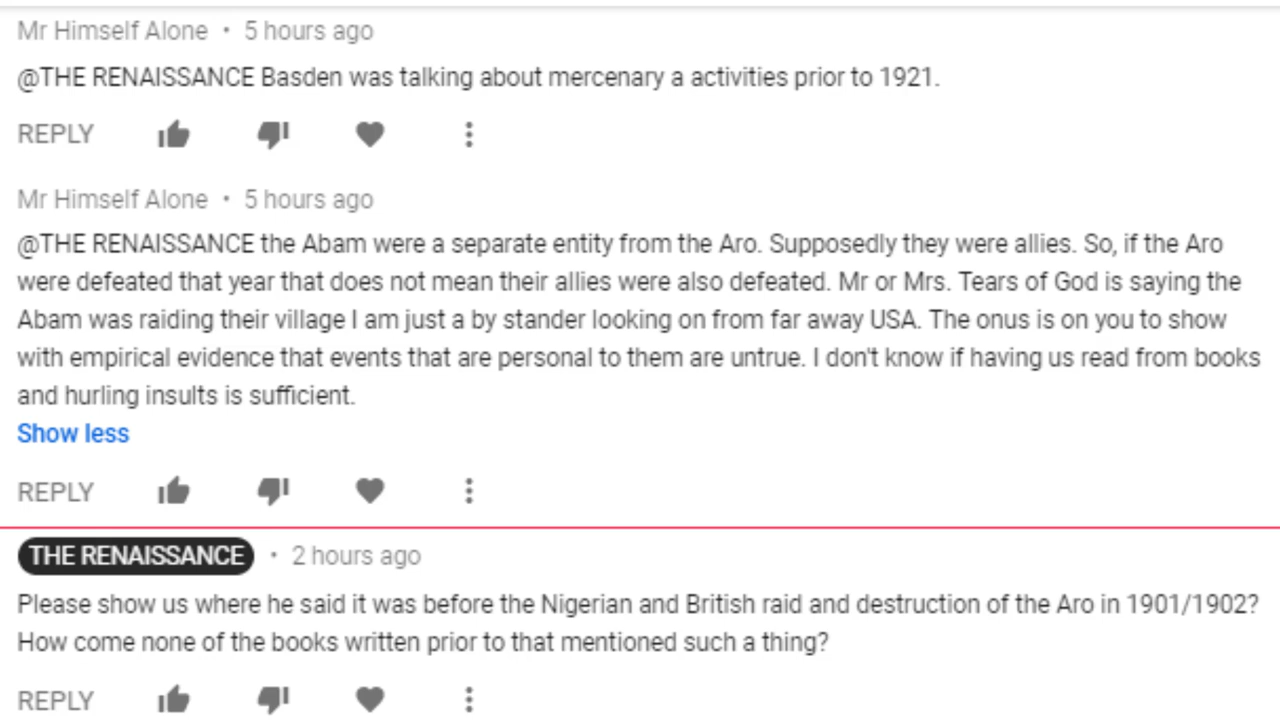 Mr Himself Alone • 5 hours ago
@THE RENAISSANCE Basden was talking about mercenary a activities prior to 1921.
REPLY
Mr Himself Alone • 5 hours ago
@THE RENAISSANCE the Abam were a separate entity from the Aro. Supposedly they were allies. So, if the Aro
were defeated that year that does not mean their allies were also defeated. Mr or Mrs. Tears of God is saying the
Abam was raiding their village I am just a by stander looking on from far away USA. The onus is on you to show
with empirical evidence that events that are personal to them are untrue. I don't know if having us read from books
and hurling insults is sufficient.
Show less
REPLY
THE RENAISSANCE • 2 hours ago
Please show us where he said it was before the Nigerian and British raid and destruction of the Aro in 1901/1902?
How come none of the books written prior to that mentioned such a thing?
REPLY